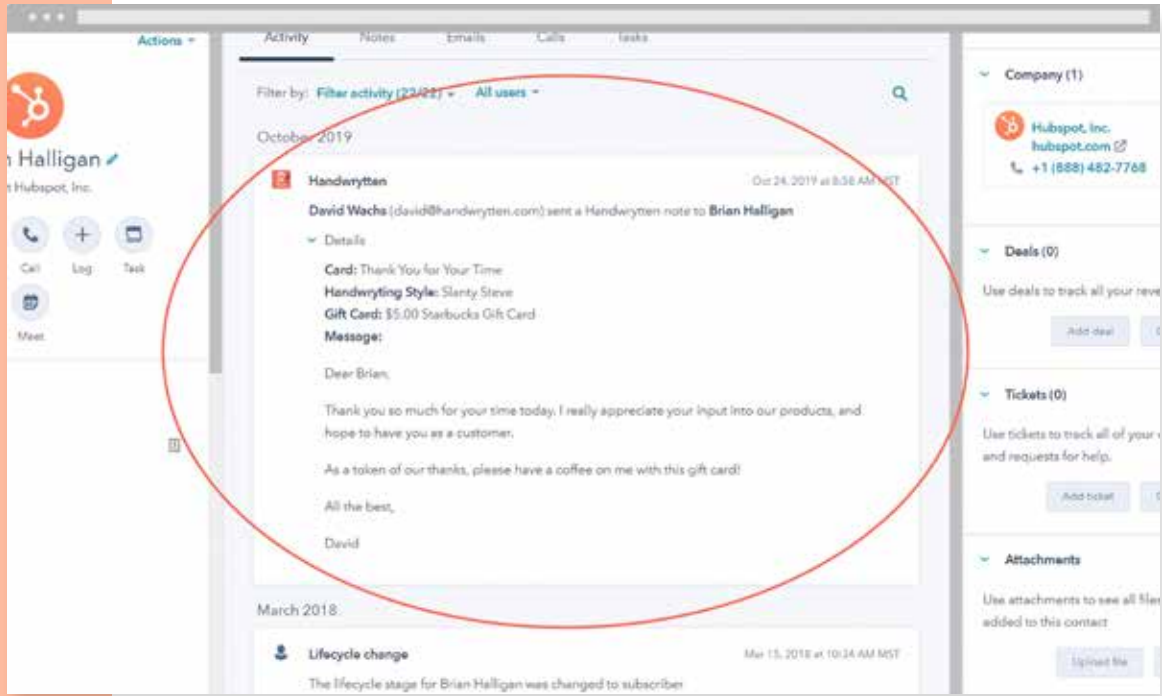 Actions
n Halligan
t Hubspot, Inc.
Call Log Task
Meet
Activity Notes Emails Calls Tasks
Filter by: Filter activity (22/22) All users
October 2019
Handwrytten Oct 24, 2019 at 8:58 AM MST
David Wachs (david@handwrytten.com) sent a Handwrytten note to Brian Halligan
Details
Card: Thank You for Your Time
Handwryting Style: Slanty Steve
Gift Card: $5.00 Starbucks Gift Card
Message:
Dear Brian,
Thank you so much for your time today. I really appreciate your input into our products, and
hope to have you as a customer.
As a token of our thanks, please have a coffee on me with this gift card!
All the best,
David
March 2018
Lifecycle change Mar 15, 2018 at 10:34 AM MST
The lifecycle stage for Brian Halligan was changed to subscriber
Company (1)
Hubspot, Inc.
hubspot.com
+1 (888) 482-7768
Deals (0)
Use deals to track all your reve
Add deal
Tickets (0)
Use tickets to track all of your
and requests for help.
Add ticket
Attachments
Use attachments to see all files
added to this contact
Upload file